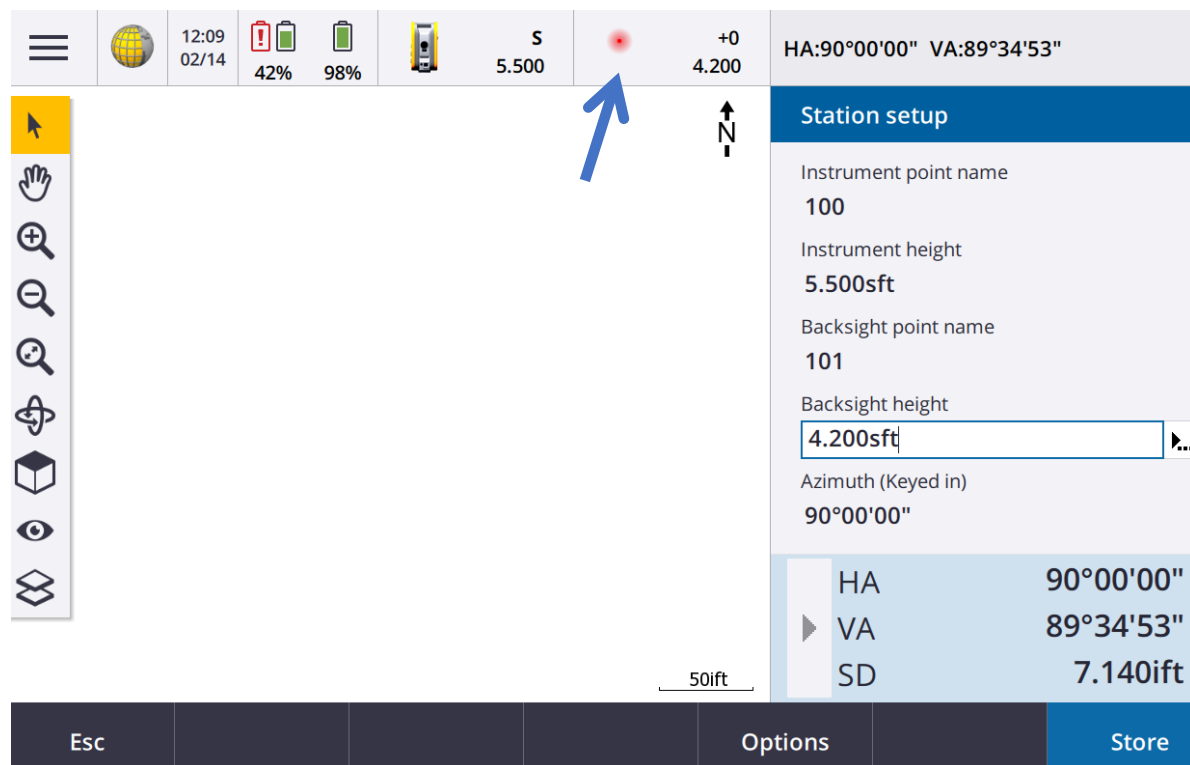 12:09
02/14
42%
98%
S
5.500
+0
4.200
HA:90°00'00" VA:89°34'53"
N
Station setup
Instrument point name
100
Instrument height
5.500sft
Backsight point name
101
Backsight height
4.200sft
Azimuth (Keyed in)
90°00'00"
HA 90°00'00"
VA 89°34'53"
SD 7.140ift
50ift
Esc
Options
Store